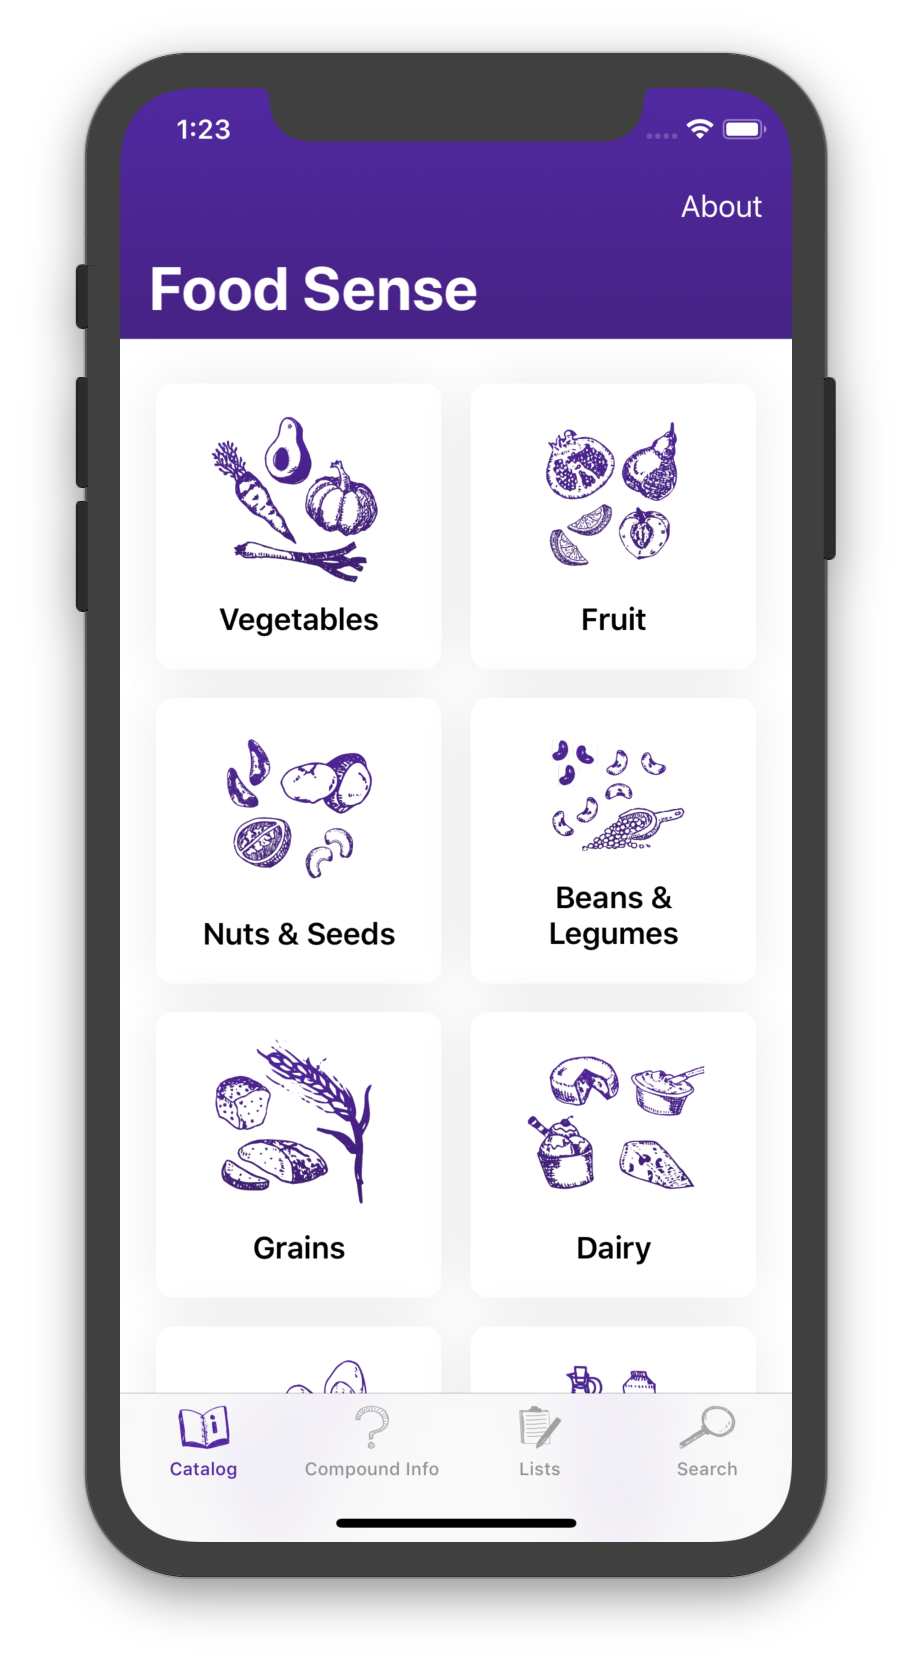 1:23
About
Food Sense
Vegetables
Fruit
Nuts & Seeds
Beans &
Legumes
Grains
Dairy
Catalog
Compound Info
Lists
Search